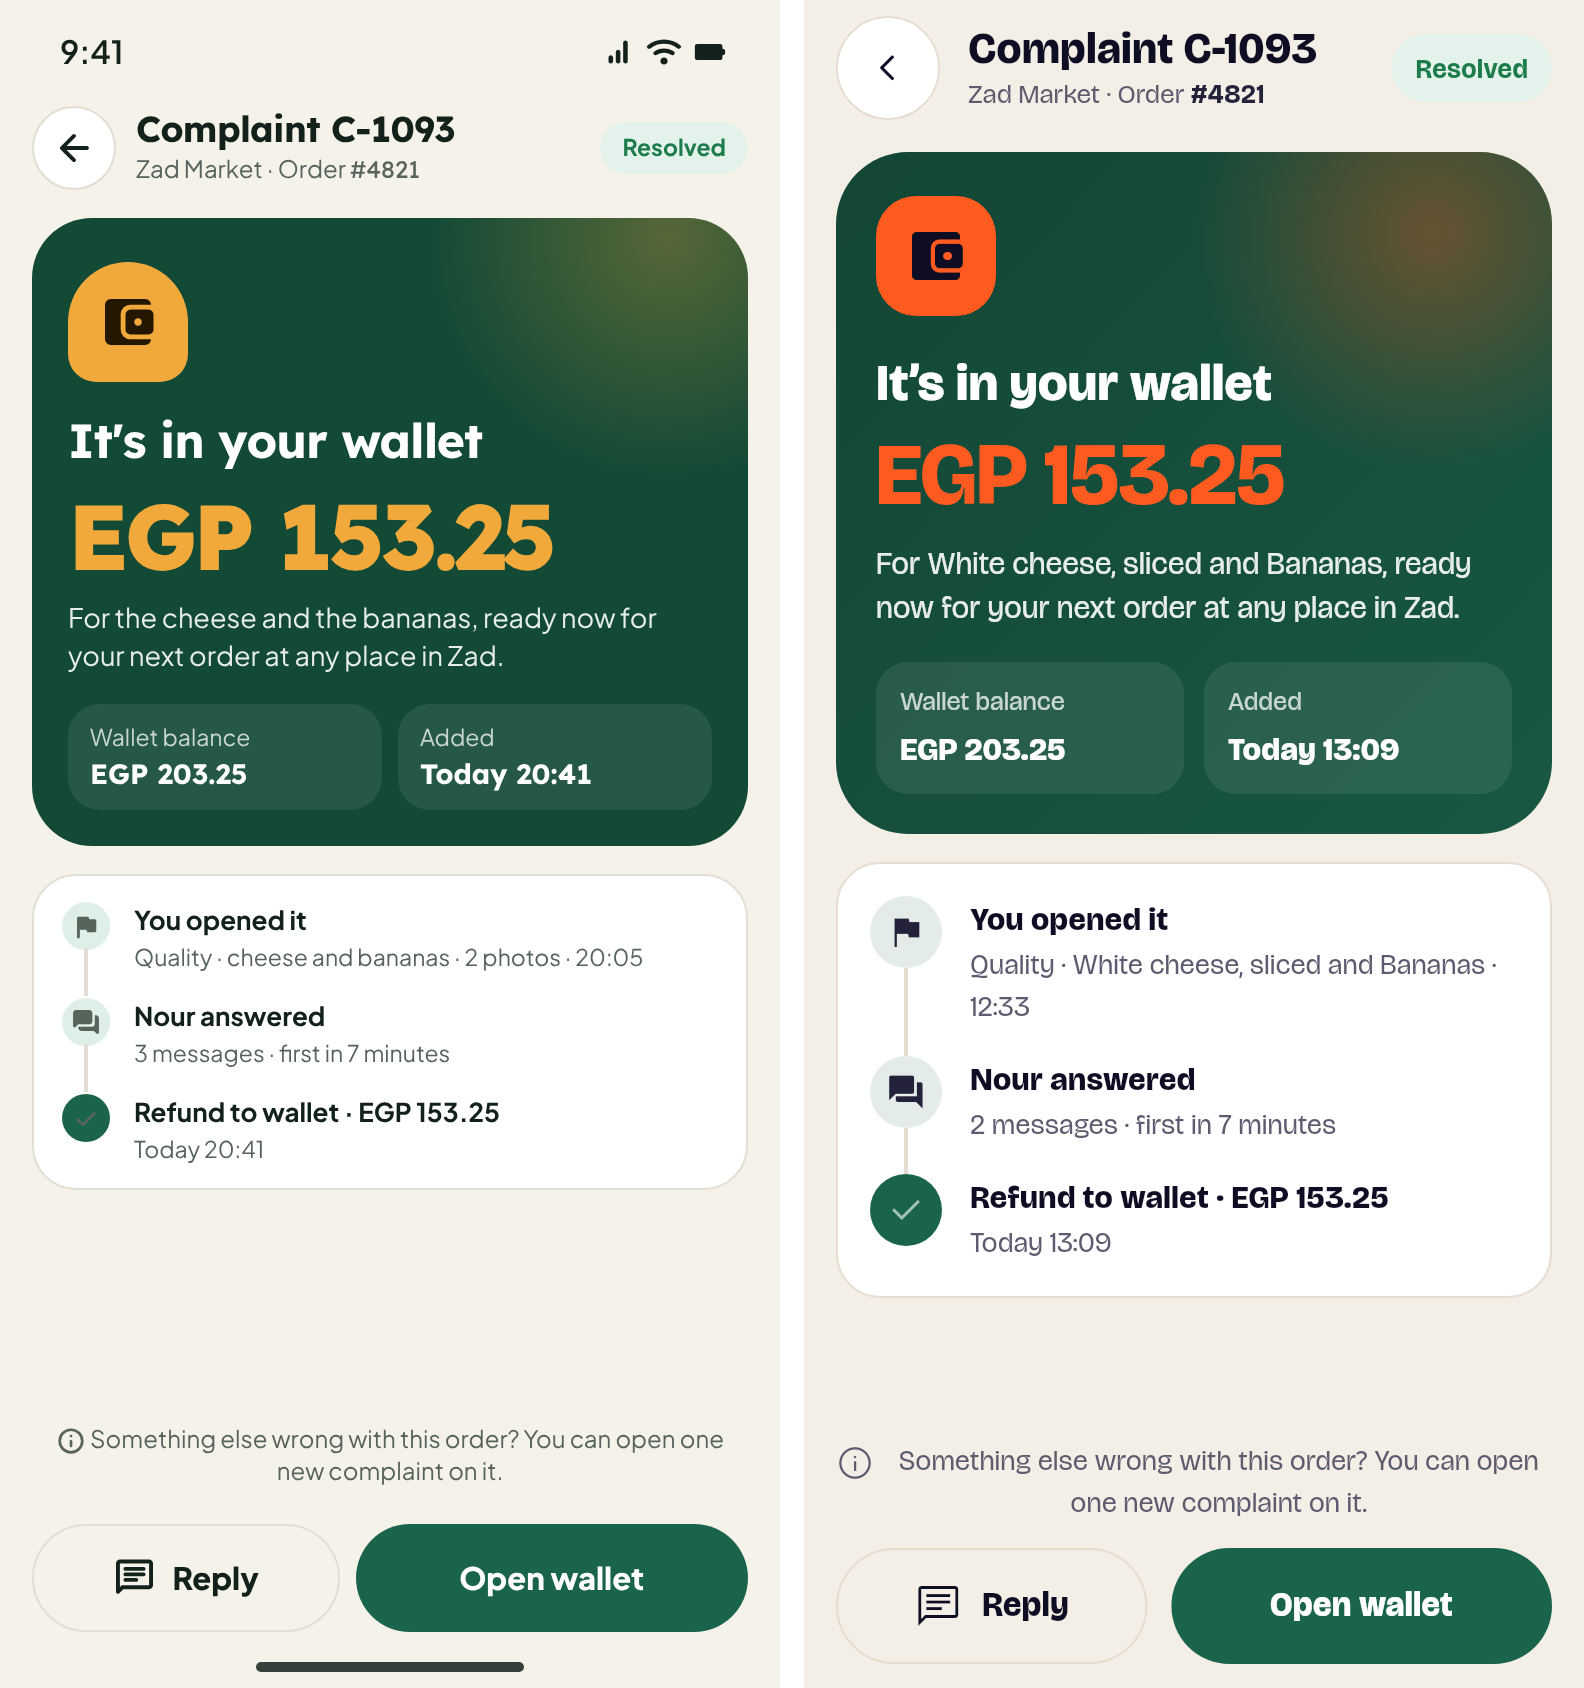 9:41
Complaint C-1093
Zad Market · Order #4821
Resolved
It's in your wallet
EGP 153.25
For the cheese and the bananas, ready now for
your next order at any place in Zad.
Wallet balance
EGP 203.25
Added
Today 20:41
You opened it
Quality · cheese and bananas · 2 photos · 20:05
Nour answered
3 messages · first in 7 minutes
Refund to wallet · EGP 153.25
Today 20:41
Something else wrong with this order? You can open one
new complaint on it.
Reply
Open wallet
Complaint C-1093
Zad Market · Order #4821
Resolved
It's in your wallet
EGP 153.25
For White cheese, sliced and Bananas, ready
now for your next order at any place in Zad.
Wallet balance
EGP 203.25
Added
Today 13:09
You opened it
Quality · White cheese, sliced and Bananas ·
12:33
Nour answered
2 messages · first in 7 minutes
Refund to wallet · EGP 153.25
Today 13:09
Something else wrong with this order? You can open
one new complaint on it.
Reply
Open wallet